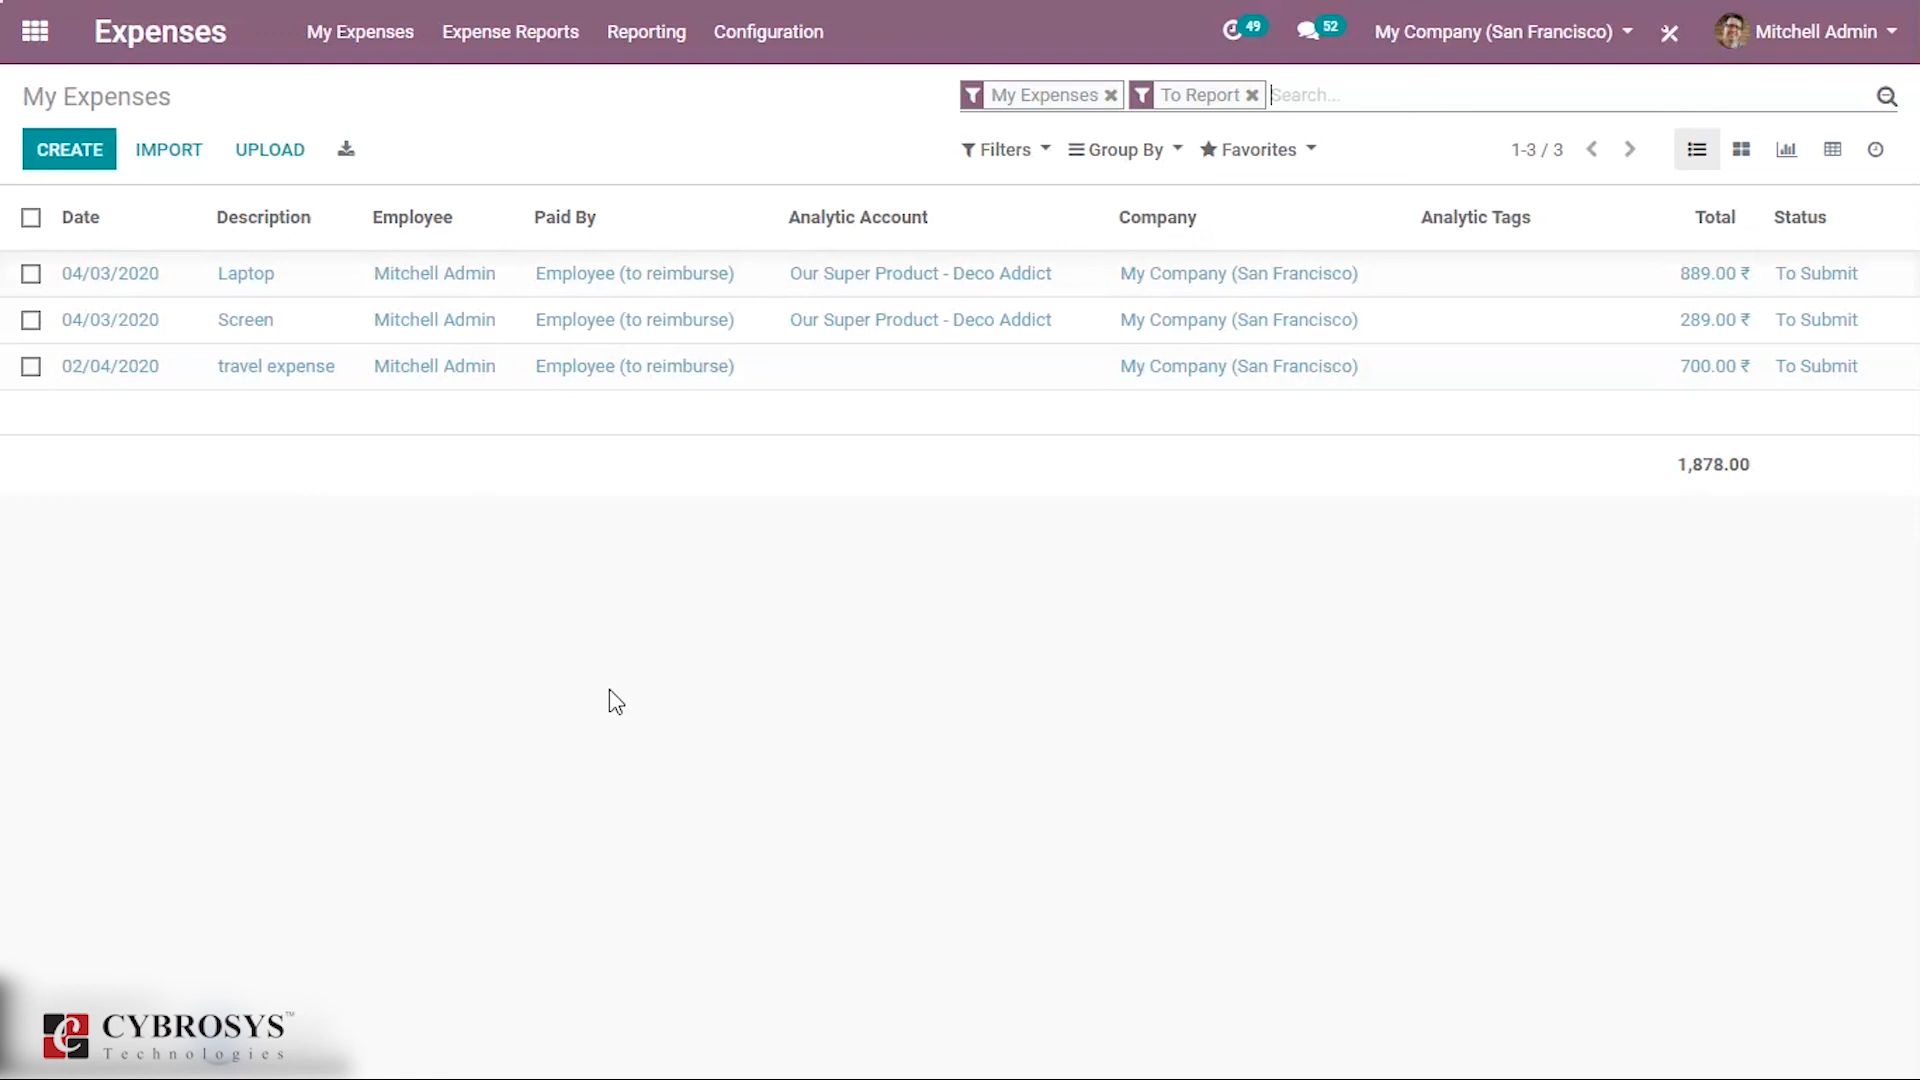 Expenses My Expenses Expense Reports Reporting Configuration 49 52 My Company (San Francisco) Mitchell Admin
My Expenses My Expenses To Report Search...
CREATE IMPORT UPLOAD Filters Group By Favorites 1-3 / 3
Date Description Employee Paid By Analytic Account Company Analytic Tags Total Status
04/03/2020 Laptop Mitchell Admin Employee (to reimburse) Our Super Product - Deco Addict My Company (San Francisco) 889.00 ₹ To Submit
04/03/2020 Screen Mitchell Admin Employee (to reimburse) Our Super Product - Deco Addict My Company (San Francisco) 289.00 ₹ To Submit
02/04/2020 travel expense Mitchell Admin Employee (to reimburse) My Company (San Francisco) 700.00 ₹ To Submit
1,878.00
CYBROSYS™
Technologies